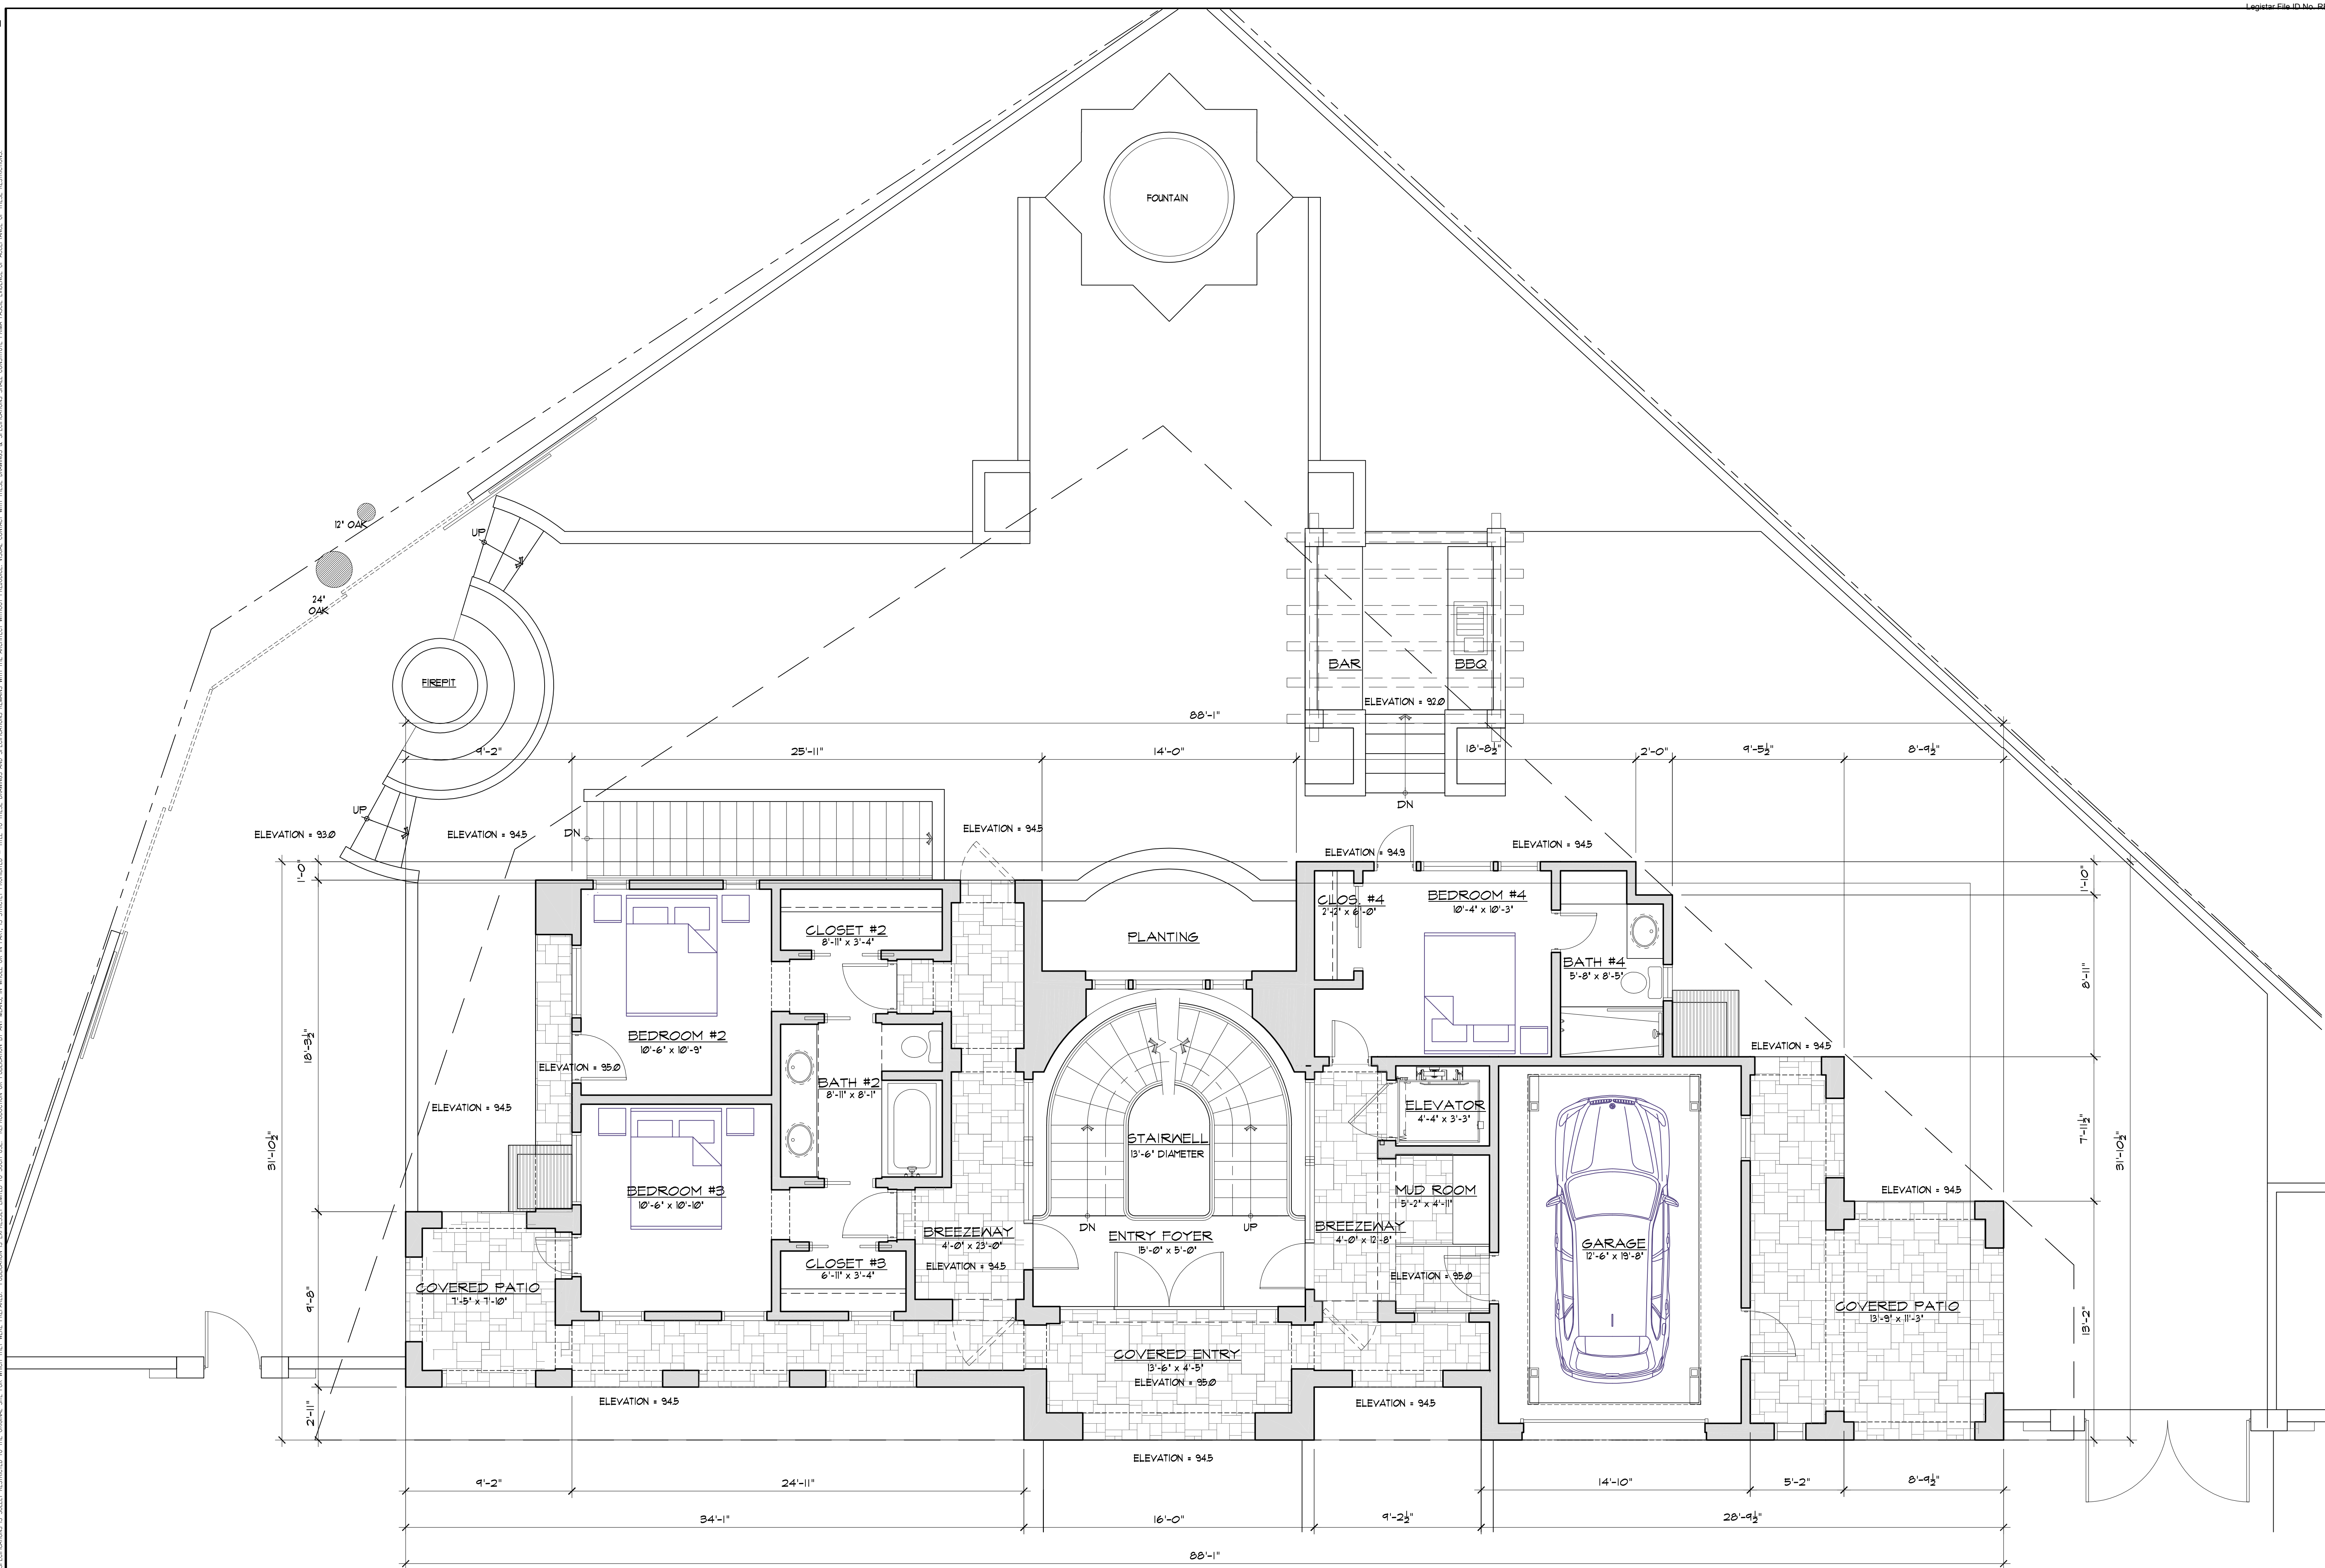 Legistar File ID No.
FOUNTAIN
12" OAK
UP
24"
OAK
FIREPIT
BAR
BBQ
ELEVATION = 92.0
88'-1"
9'-2"
25'-11"
14'-0"
18'-8½"
2'-0"
9'-5½"
8'-9½"
DN
UP
ELEVATION = 93.0
ELEVATION = 94.5
DN
ELEVATION = 94.5
ELEVATION = 94.9
ELEVATION = 94.5
1'-0"
1'-10"
CLOSET #2
8'-11" x 3'-4"
PLANTING
CLOS. #4
2'-2" x 6'-0"
BEDROOM #4
10'-4" x 10'-3"
BATH #4
5'-8" x 8'-5"
8'-11"
18'-3½"
BEDROOM #2
10'-6" x 10'-9"
ELEVATION = 95.0
ELEVATION = 94.5
BATH #2
8'-11" x 8'-1"
ELEVATION = 94.5
ELEVATOR
4'-4" x 3'-3"
STAIRWELL
13'-6" DIAMETER
31'-10½"
7'-11½"
31'-10½"
BEDROOM #3
10'-6" x 10'-10"
MUD ROOM
5'-2" x 4'-11"
ELEVATION = 94.5
DN
UP
BREEZEWAY
4'-0" x 23'-0"
ENTRY FOYER
15'-0" x 5'-0"
BREEZEWAY
4'-0" x 12'-8"
GARAGE
12'-6" x 19'-8"
CLOSET #3
6'-11" x 3'-4"
ELEVATION = 94.5
ELEVATION = 95.0
9'-8"
COVERED PATIO
7'-5" x 7'-10"
COVERED PATIO
13'-9" x 11'-3"
13'-2"
COVERED ENTRY
13'-6" x 4'-5"
ELEVATION = 95.0
2'-11"
ELEVATION = 94.5
ELEVATION = 94.5
ELEVATION = 94.5
9'-2"
24'-11"
14'-10"
5'-2"
8'-9½"
34'-1"
16'-0"
9'-2½"
28'-9½"
88'-1"